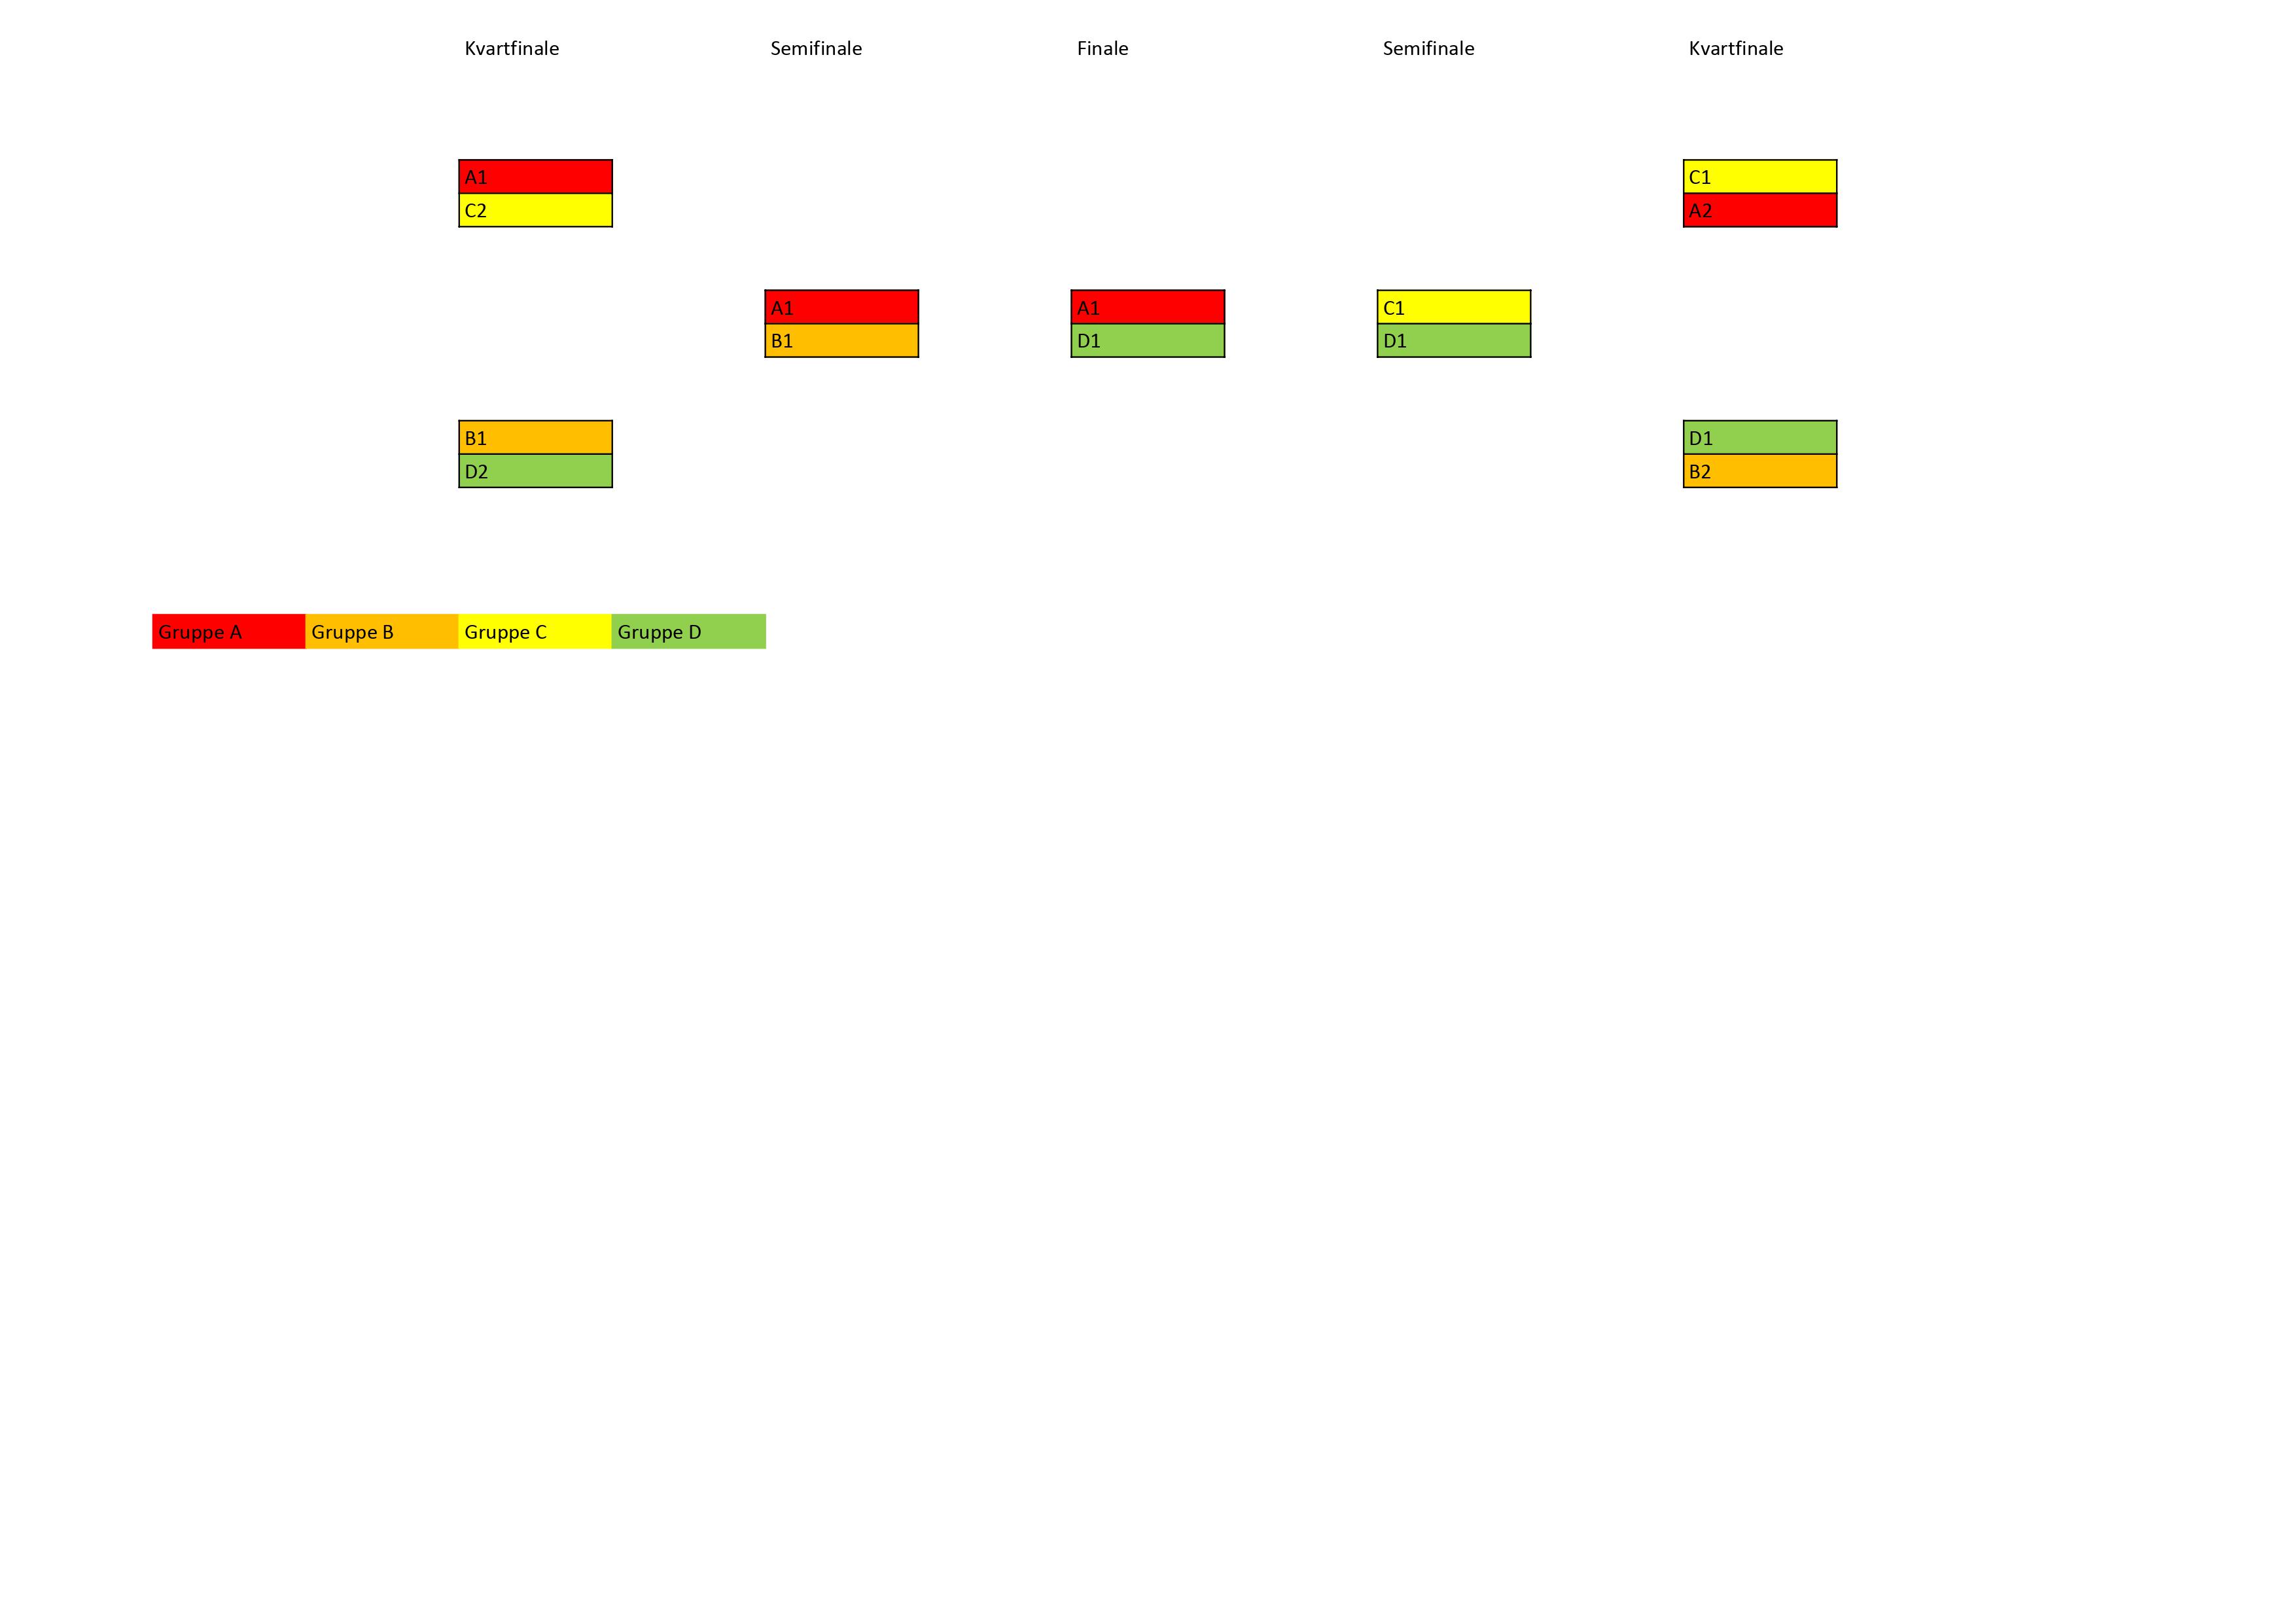 Kvartfinale Semifinale Finale Semifinale Kvartfinale
A1 C1
C2 A2
A1 A1 C1
B1 D1 D1
B1 D1
D2 B2
Gruppe A Gruppe B Gruppe C Gruppe D